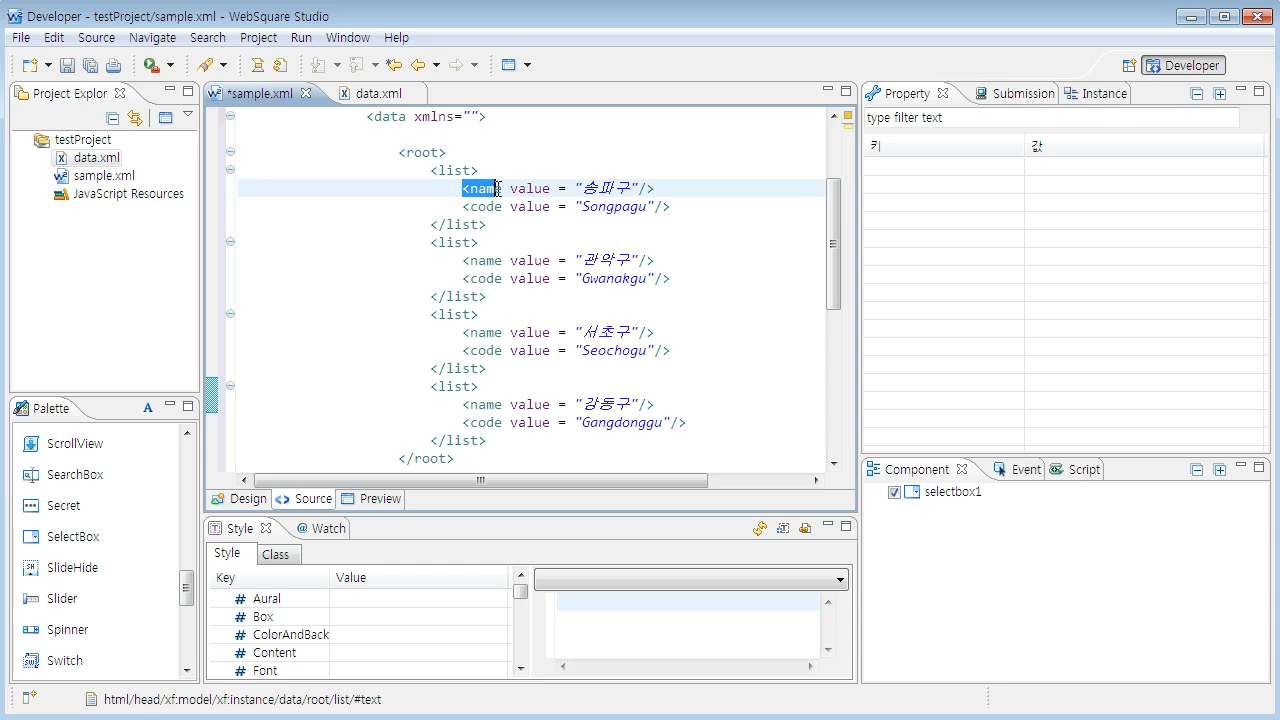 Developer - testProject/sample.xml - WebSquare Studio
File Edit Source Navigate Search Project Run Window Help
Developer
Project Explor
testProject
data.xml
sample.xml
JavaScript Resources
*sample.xml data.xml
<data xmlns="">
<root>
<list>
<name value = "송파구"/>
<code value = "Songpagu"/>
</list>
<list>
<name value = "관악구"/>
<code value = "Gwanakgu"/>
</list>
<list>
<name value = "서초구"/>
<code value = "Seochogu"/>
</list>
<list>
<name value = "강동구"/>
<code value = "Gangdonggu"/>
</list>
</root>
Design Source Preview
Property Submission Instance
type filter text
키 값
Palette
ScrollView
SearchBox
Secret
SelectBox
SlideHide
Slider
Spinner
Switch
Style Watch
Style Class
Key Value
Aural
Box
ColorAndBack
Content
Font
Component Event Script
selectbox1
html/head/xf:model/xf:instance/data/root/list/#text